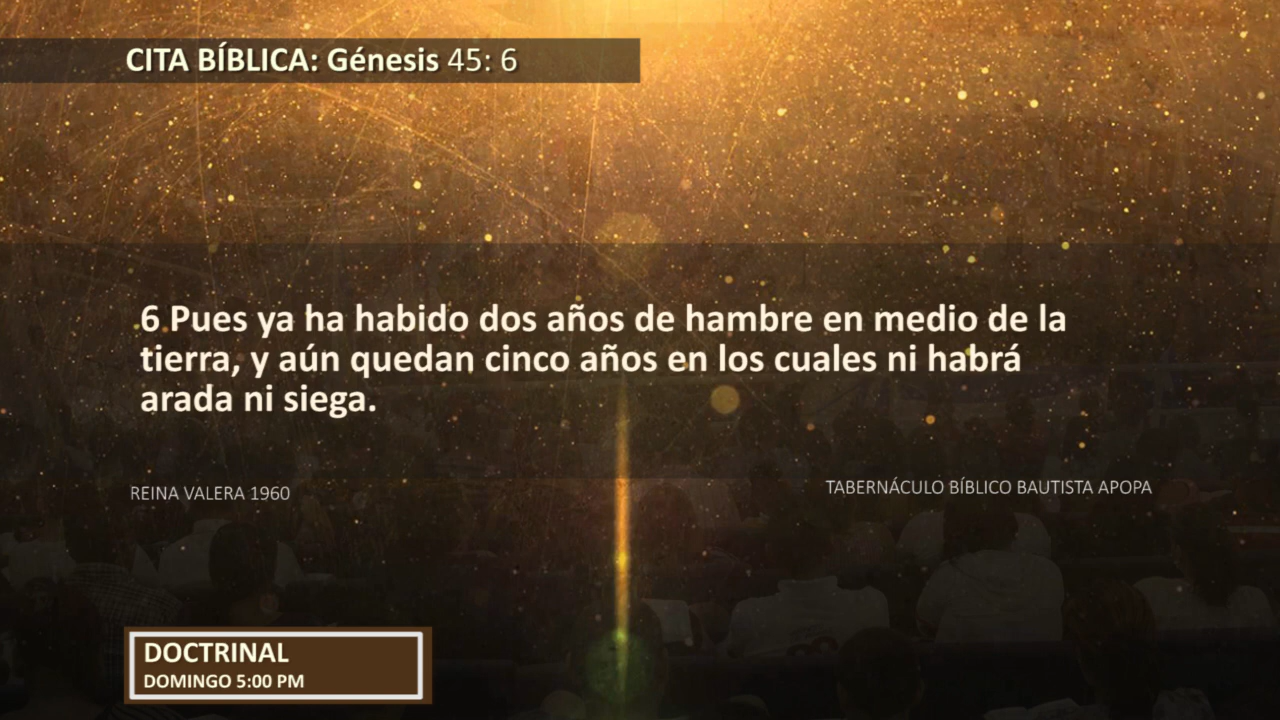 CITA BÍBLICA: Génesis 45: 6
6 Pues ya ha habido dos años de hambre en medio de la
tierra, y aún quedan cinco años en los cuales ni habrá
arada ni siega.
REINA VALERA 1960
TABERNÁCULO BÍBLICO BAUTISTA APOPA
DOCTRINAL
DOMINGO 5:00 PM